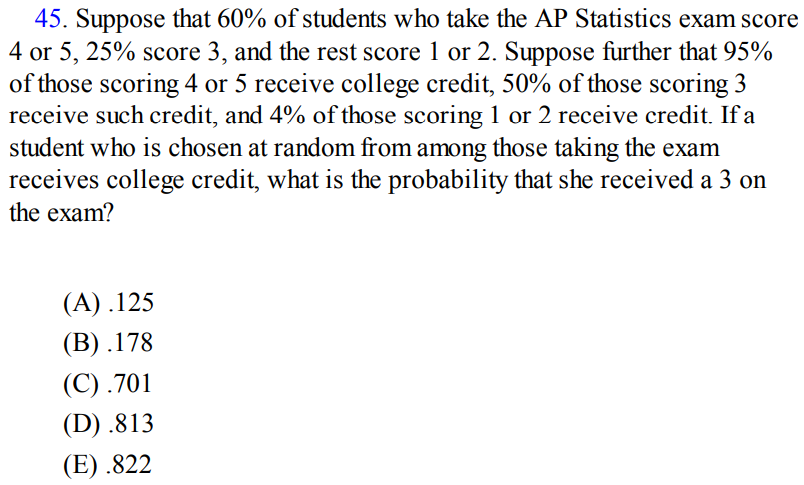 45. Suppose that 60% of students who take the AP Statistics exam score
4 or 5, 25% score 3, and the rest score 1 or 2. Suppose further that 95%
of those scoring 4 or 5 receive college credit, 50% of those scoring 3
receive such credit, and 4% of those scoring 1 or 2 receive credit. If a
student who is chosen at random from among those taking the exam
receives college credit, what is the probability that she received a 3 on
the exam?
(A) .125
(B) .178
(C) .701
(D) .813
(E) .822